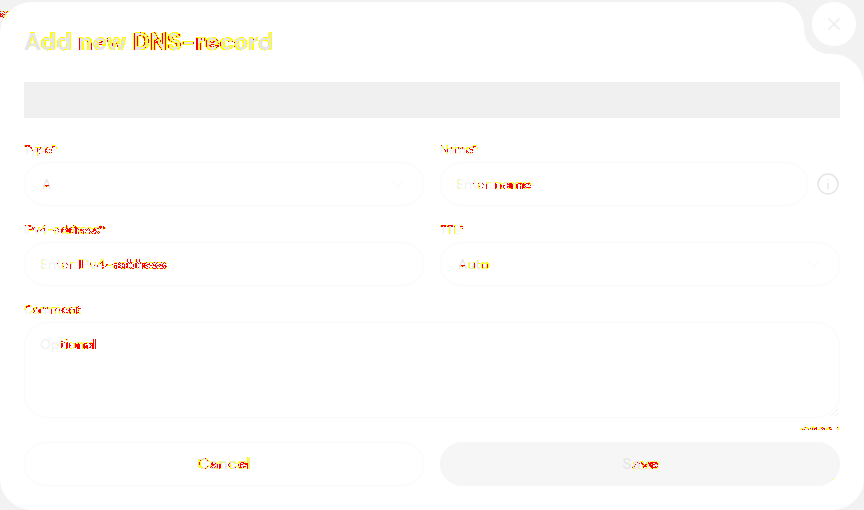 Add new DNS-record
Type*
Name*
A
Enter name
IPv4-address*
TTL*
Enter IPv4-address
Auto
Comment
Optional
Cancel
Save